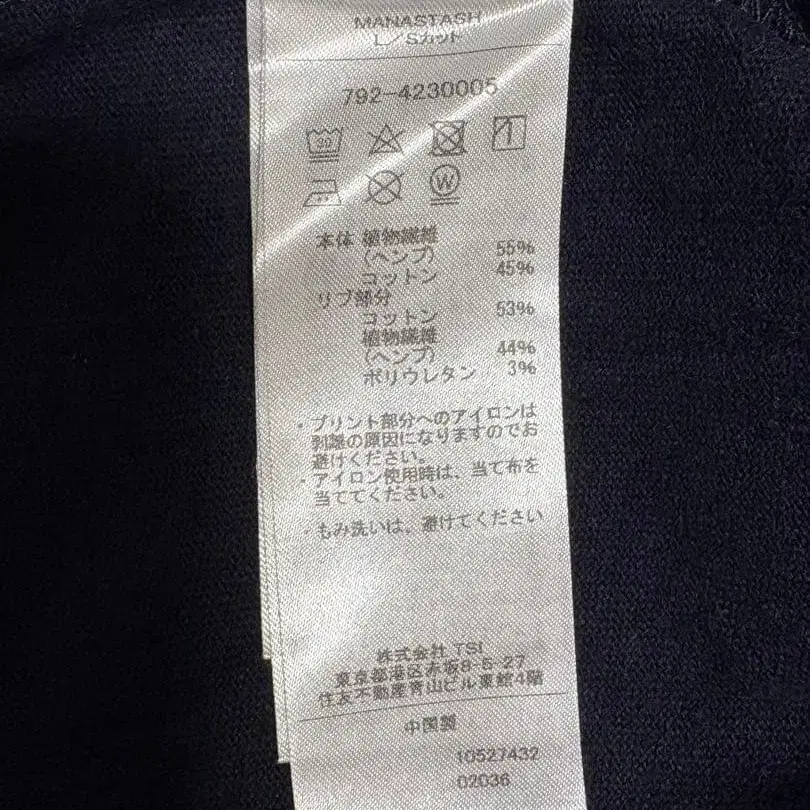 MANASTASH
L／Sカット
792-4230005
30
W
本体 植物繊維
(ヘンプ) 55%
コットン 45%
リブ部分
コットン 53%
植物繊維
(ヘンプ) 44%
ポリウレタン 3%
・プリント部分へのアイロンは
剥離の原因になりますのでお
避けください。
・アイロン使用時は、当て布を
当ててください。
・もみ洗いは、避けてください
株式会社 TSI
東京都港区赤坂8-5-27
住友不動産青山ビル東館4階
中国製
10527432
02036